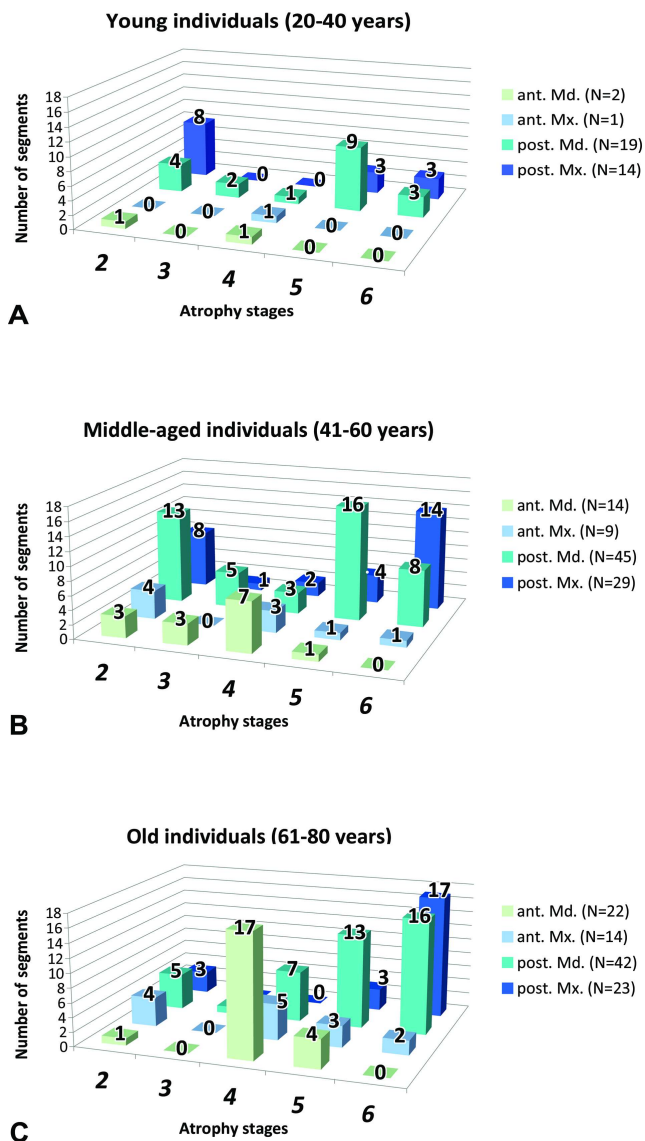 Young individuals (20-40 years)
Number of segments
18
16
14
12
10
8
6
4
2
0
8 0 0 3 3
4 2 1 9 3
0 0 1 0 0
1 0 1 0 0
2 3 4 5 6
Atrophy stages
ant. Md. (N=2)
ant. Mx. (N=1)
post. Md. (N=19)
post. Mx. (N=14)
A
Middle-aged individuals (41-60 years)
Number of segments
18
16
14
12
10
8
6
4
2
0
8 1 2 4 14
13 5 3 16 8
4 0 3 1 1
3 3 7 1 0
2 3 4 5 6
Atrophy stages
ant. Md. (N=14)
ant. Mx. (N=9)
post. Md. (N=45)
post. Mx. (N=29)
B
Old individuals (61-80 years)
Number of segments
18
16
14
12
10
8
6
4
2
0
3 0 3 17
5 7 13 16
4 0 5 3 2
1 0 17 4 0
2 3 4 5 6
Atrophy stages
ant. Md. (N=22)
ant. Mx. (N=14)
post. Md. (N=42)
post. Mx. (N=23)
C